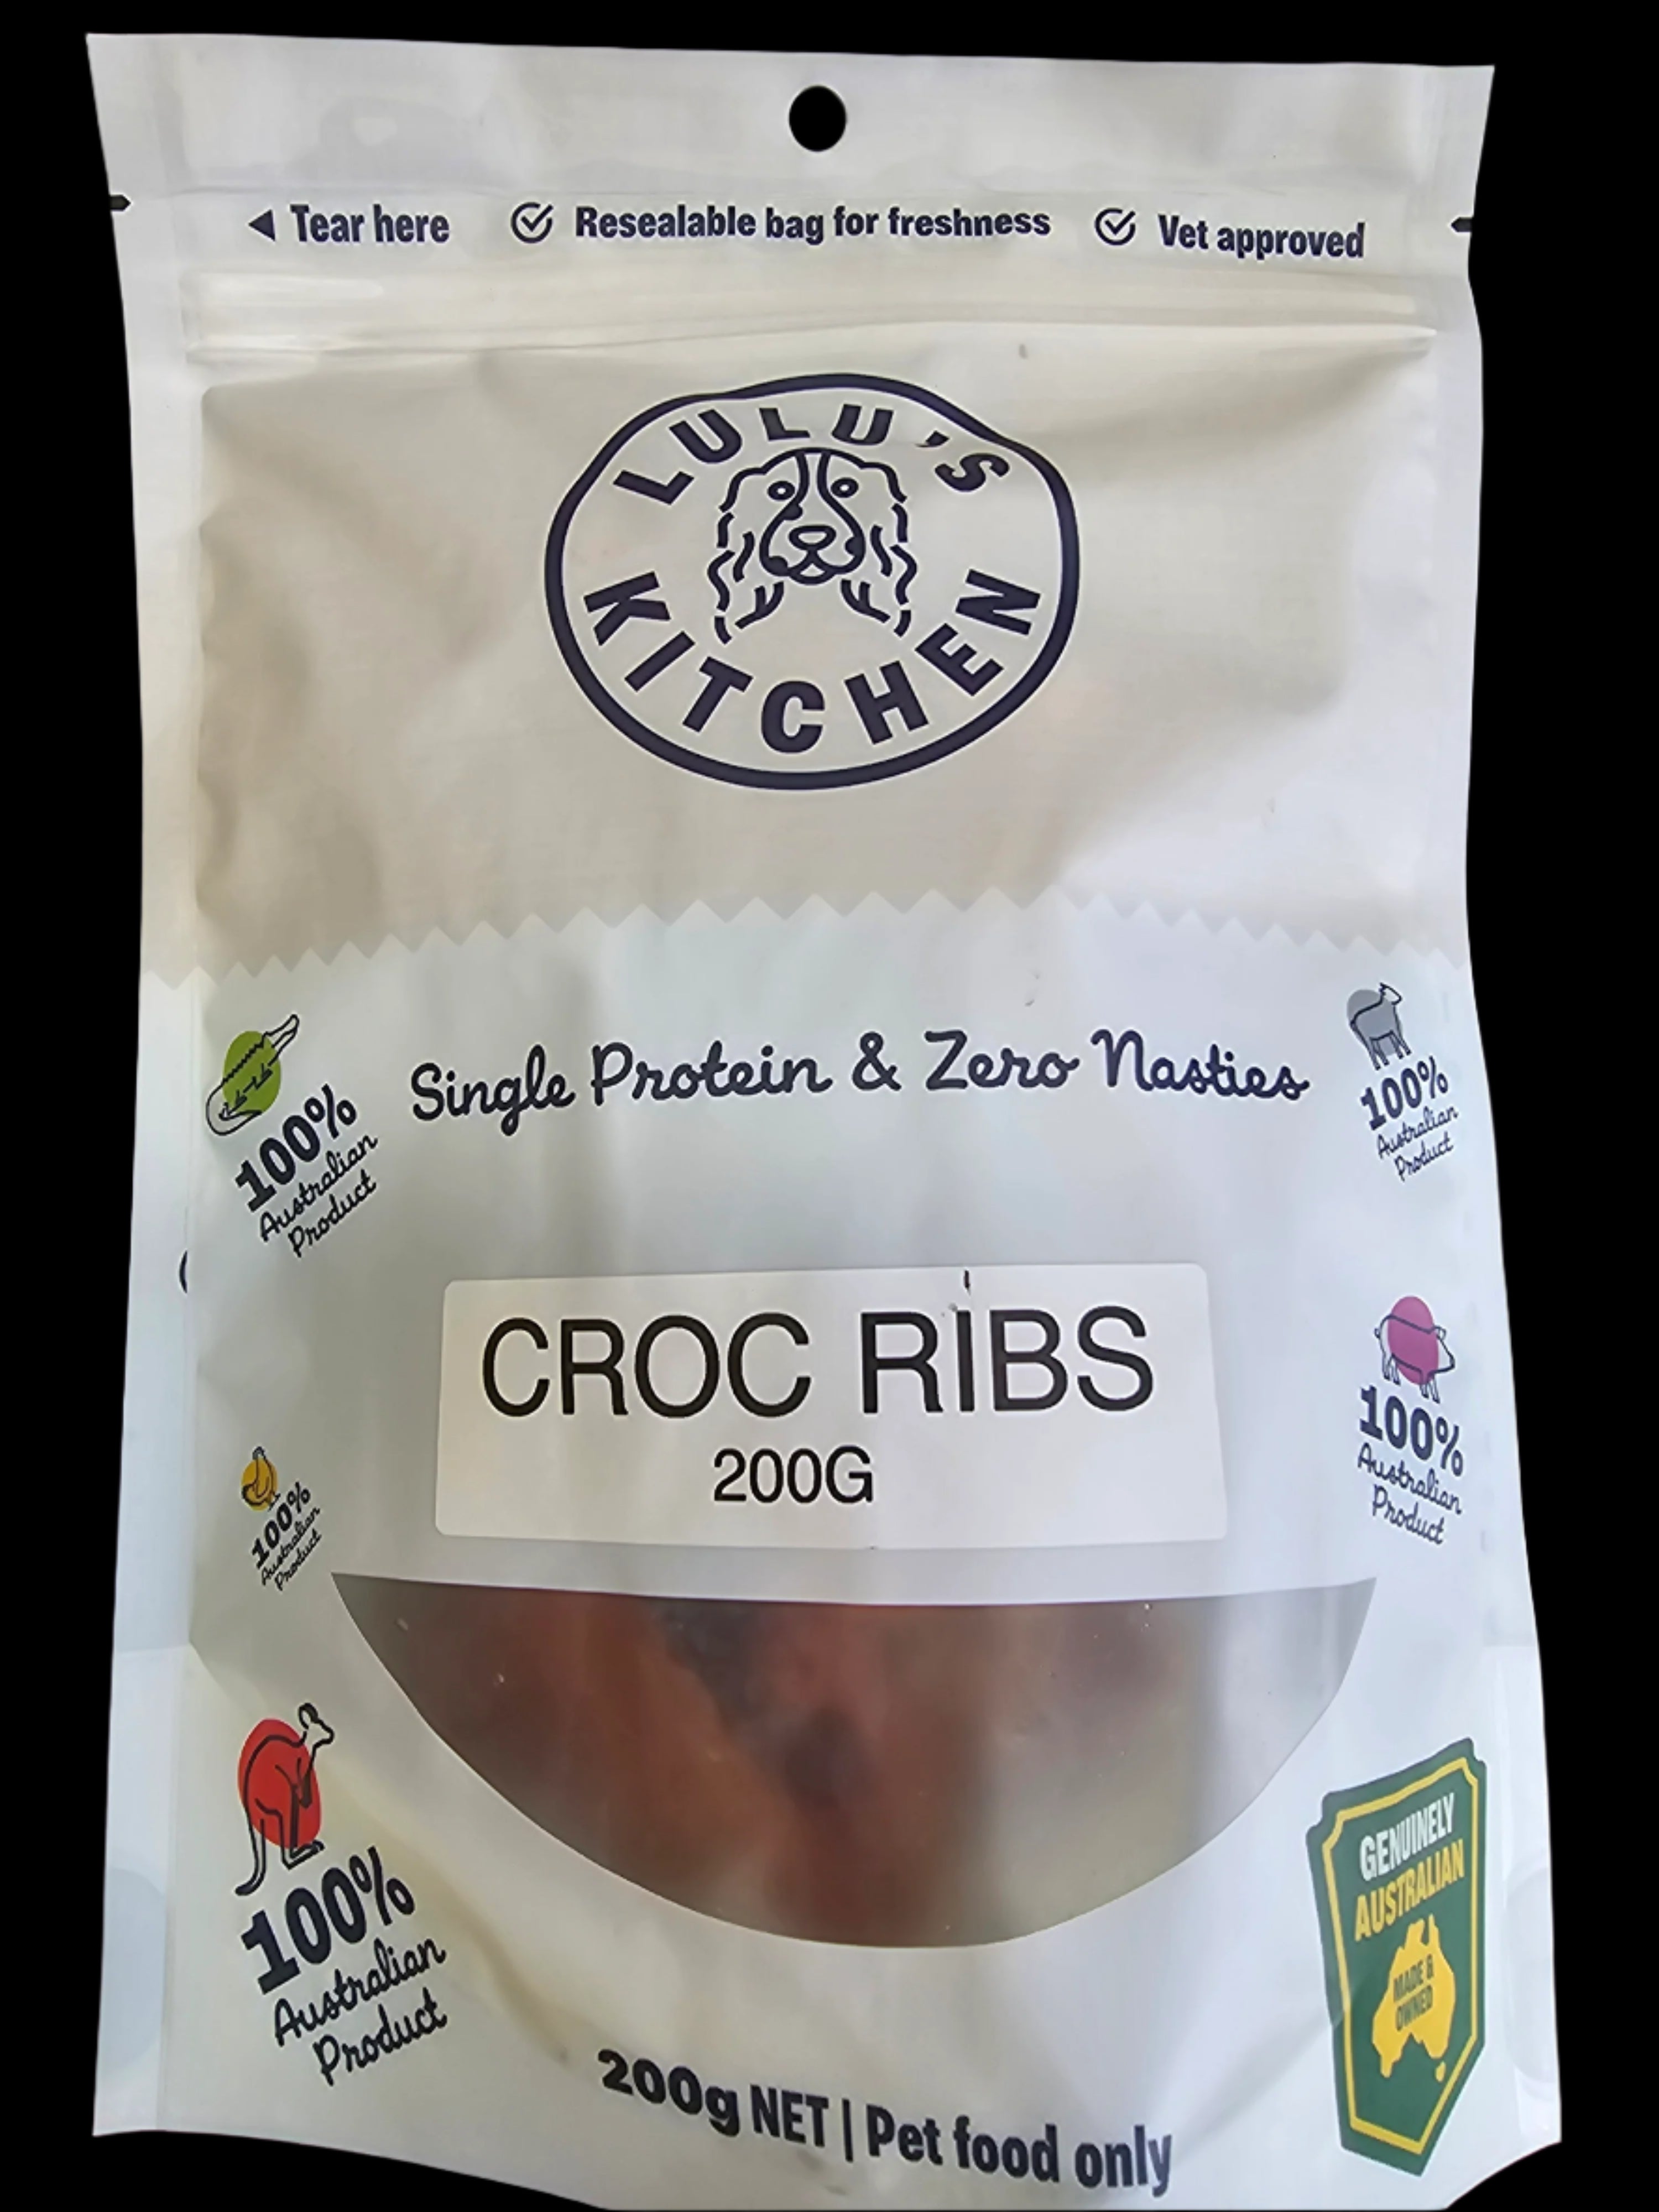 Tear here
Resealable bag for freshness
Vet approved
LULU'S
KITCHEN
Single Protein & Zero Nasties
100%
Australian
Product
100%
Australian
Product
CROC RIBS
200G
100%
Australian
Product
100%
Australian
Product
100%
Australian
Product
GENUINELY
AUSTRALIAN
MADE &
OWNED
200g NET | Pet food only